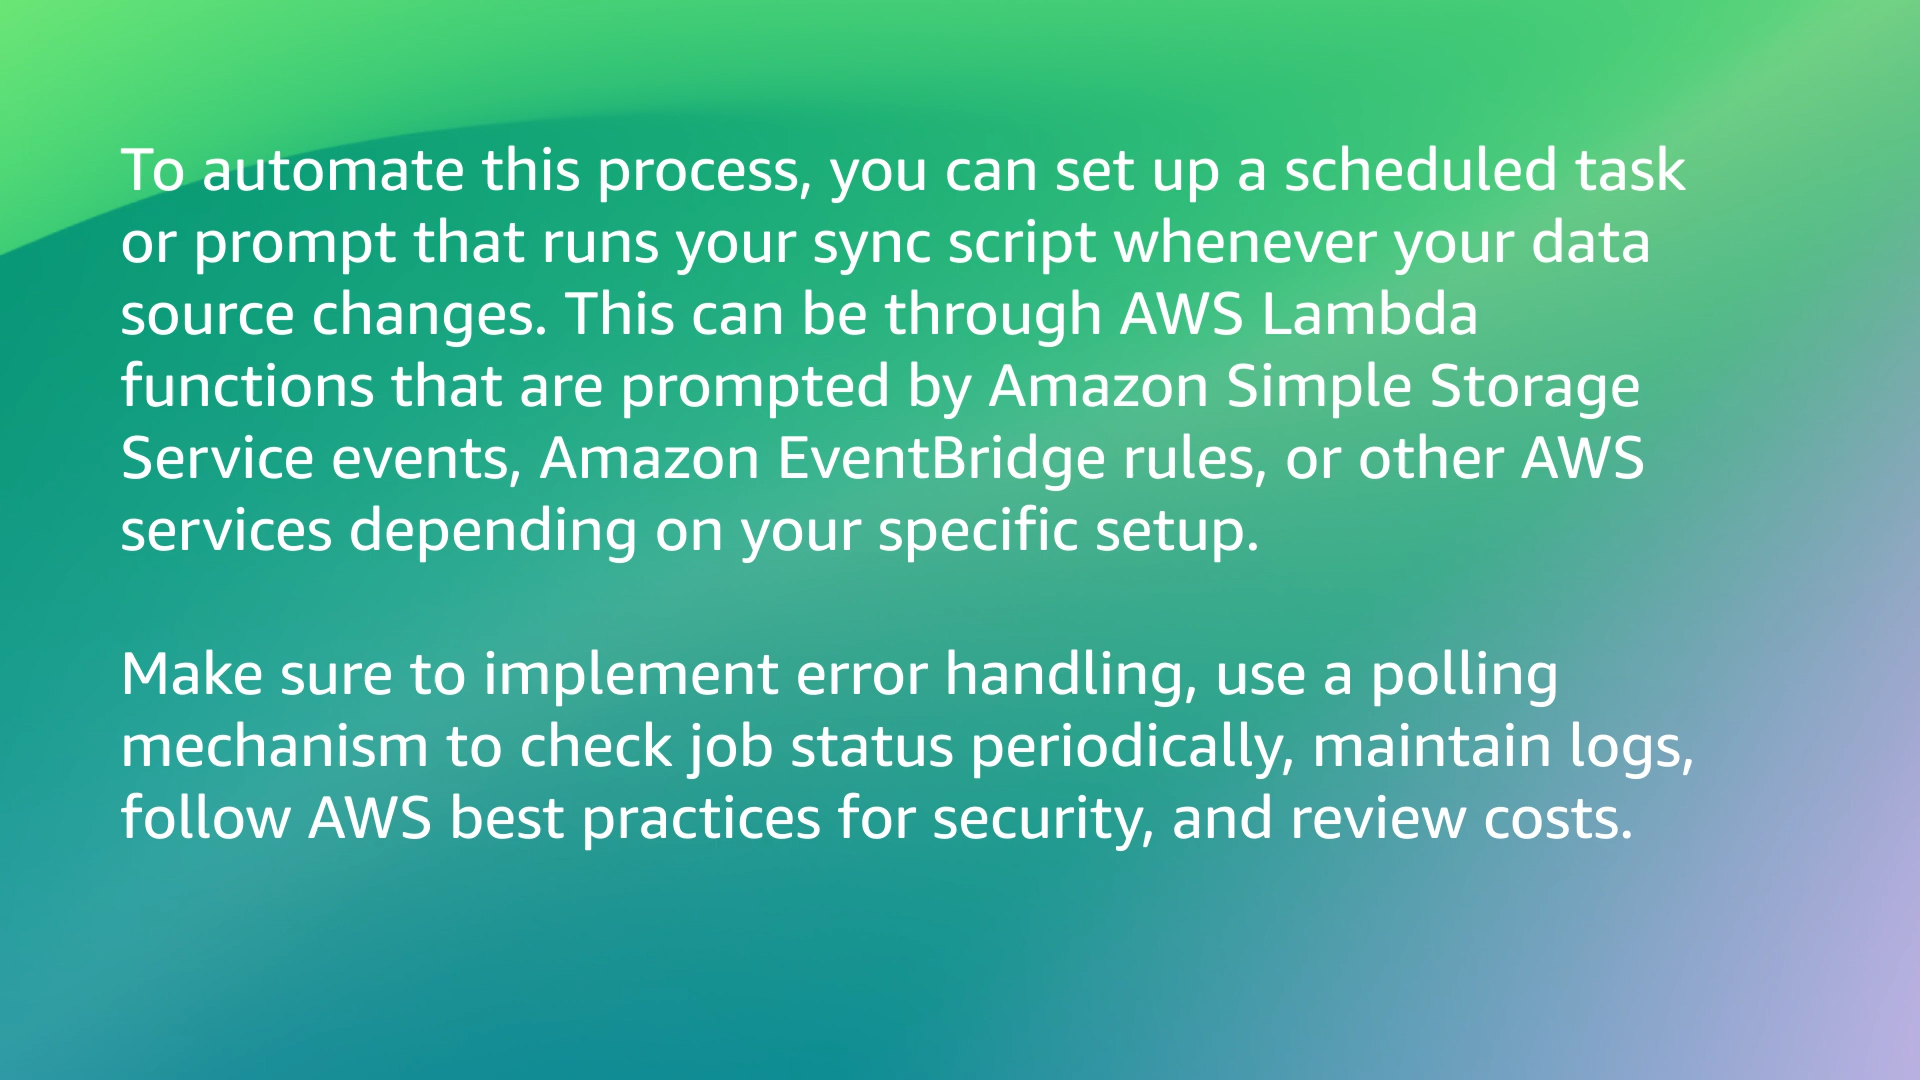 To automate this process, you can set up a scheduled task
or prompt that runs your sync script whenever your data
source changes. This can be through AWS Lambda
functions that are prompted by Amazon Simple Storage
Service events, Amazon EventBridge rules, or other AWS
services depending on your specific setup.
Make sure to implement error handling, use a polling
mechanism to check job status periodically, maintain logs,
follow AWS best practices for security, and review costs.